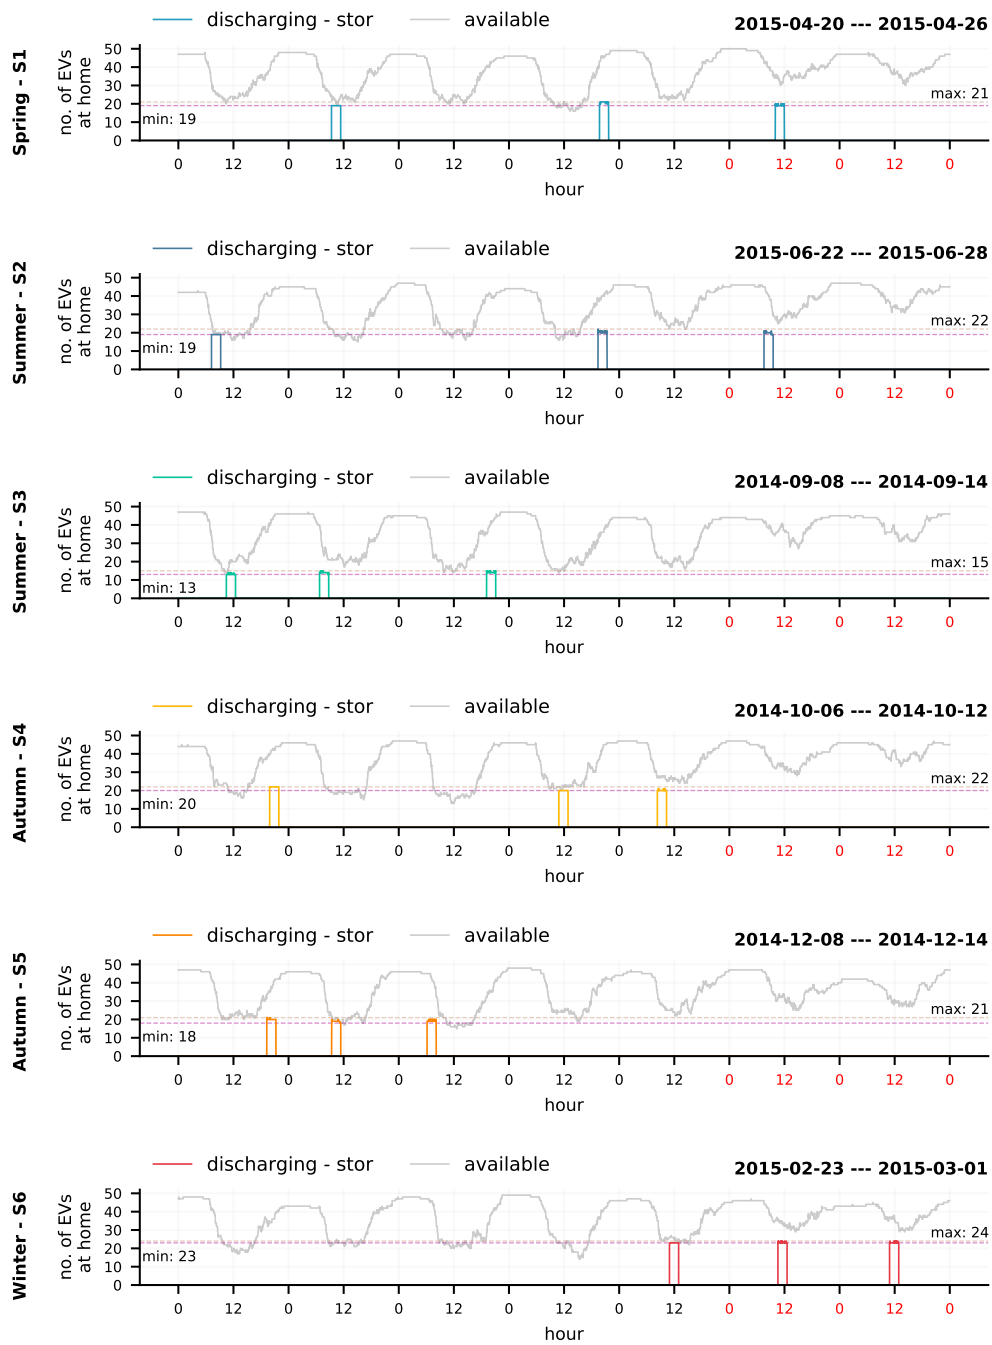 discharging - stor available 2015-04-20 --- 2015-04-26
Spring - S1
no. of EVs
at home
50
40
30
20
10
0
min: 19
max: 21
0 12 0 12 0 12 0 12 0 12 0 12 0 12 0
hour
discharging - stor available 2015-06-22 --- 2015-06-28
Summer - S2
no. of EVs
at home
50
40
30
20
10
0
min: 19
max: 22
0 12 0 12 0 12 0 12 0 12 0 12 0 12 0
hour
discharging - stor available 2014-09-08 --- 2014-09-14
Summer - S3
no. of EVs
at home
50
40
30
20
10
0
min: 13
max: 15
0 12 0 12 0 12 0 12 0 12 0 12 0 12 0
hour
discharging - stor available 2014-10-06 --- 2014-10-12
Autumn - S4
no. of EVs
at home
50
40
30
20
10
0
min: 20
max: 22
0 12 0 12 0 12 0 12 0 12 0 12 0 12 0
hour
discharging - stor available 2014-12-08 --- 2014-12-14
Autumn - S5
no. of EVs
at home
50
40
30
20
10
0
min: 18
max: 21
0 12 0 12 0 12 0 12 0 12 0 12 0 12 0
hour
discharging - stor available 2015-02-23 --- 2015-03-01
Winter - S6
no. of EVs
at home
50
40
30
20
10
0
min: 23
max: 24
0 12 0 12 0 12 0 12 0 12 0 12 0 12 0
hour